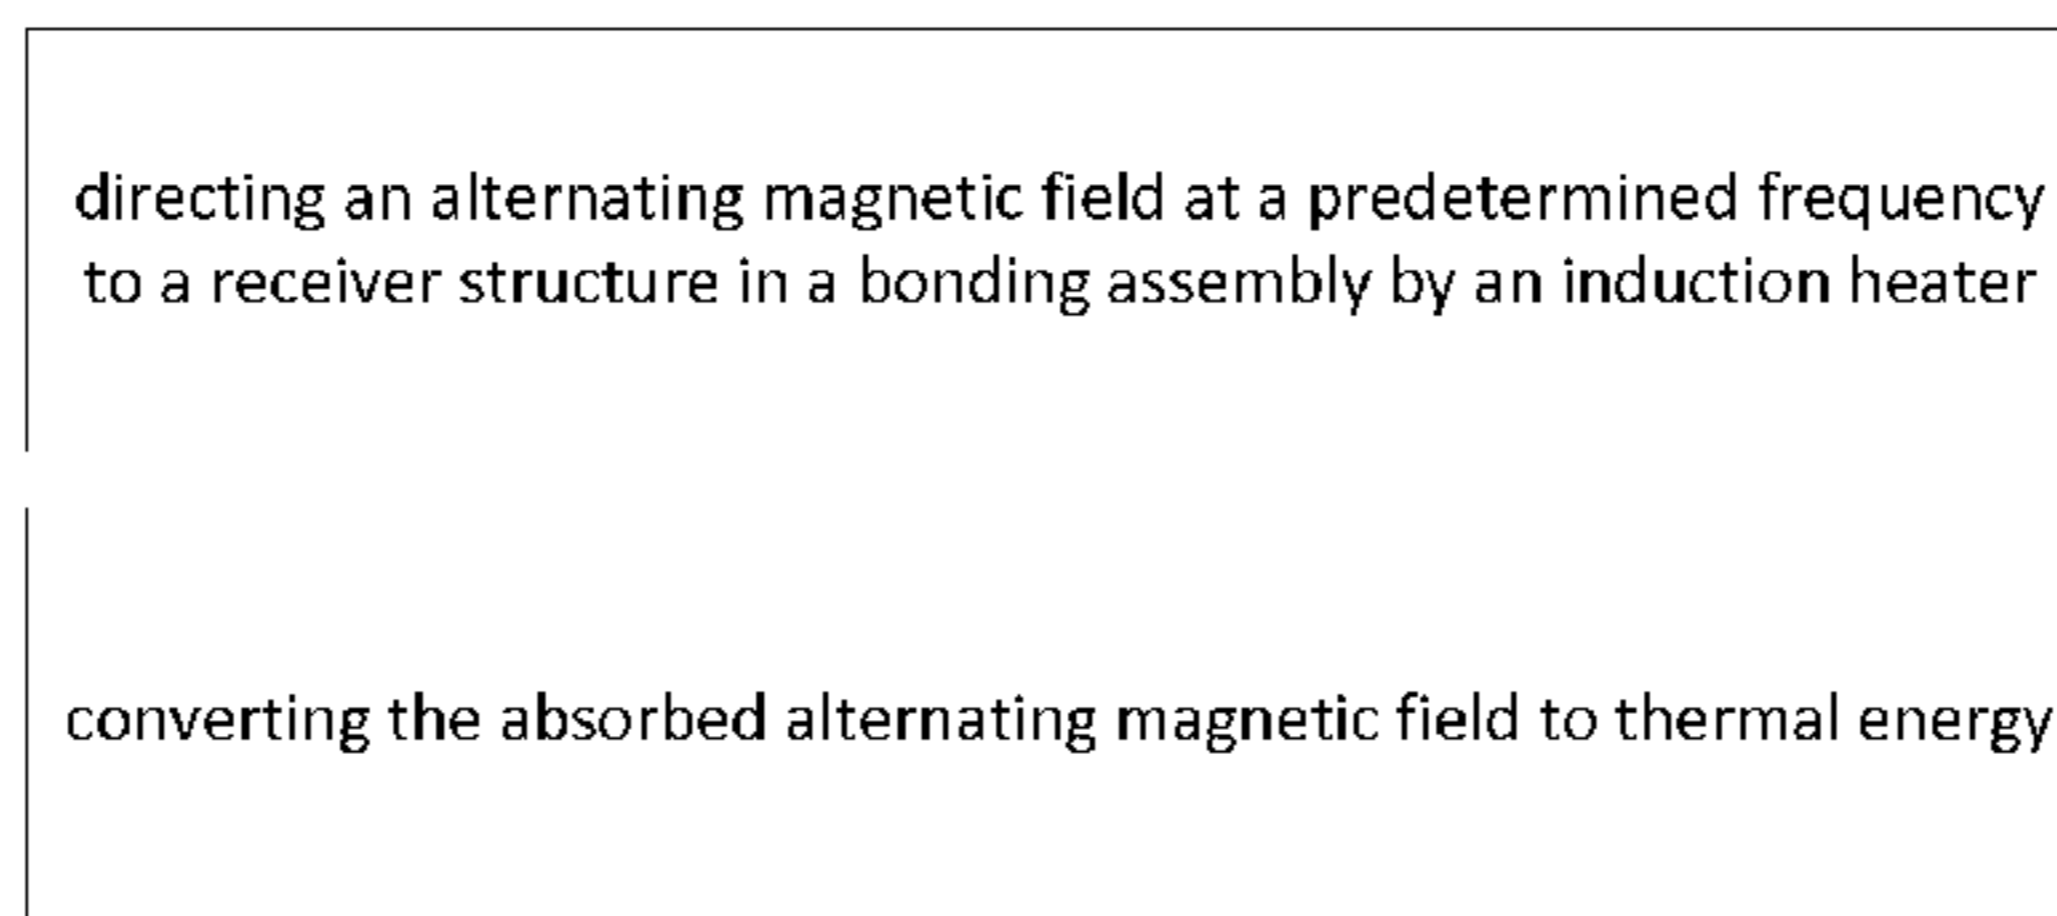 directing an alternating magnetic field at a predetermined frequency
to a receiver structure in a bonding assembly by an induction heater
converting the absorbed alternating magnetic field to thermal energy